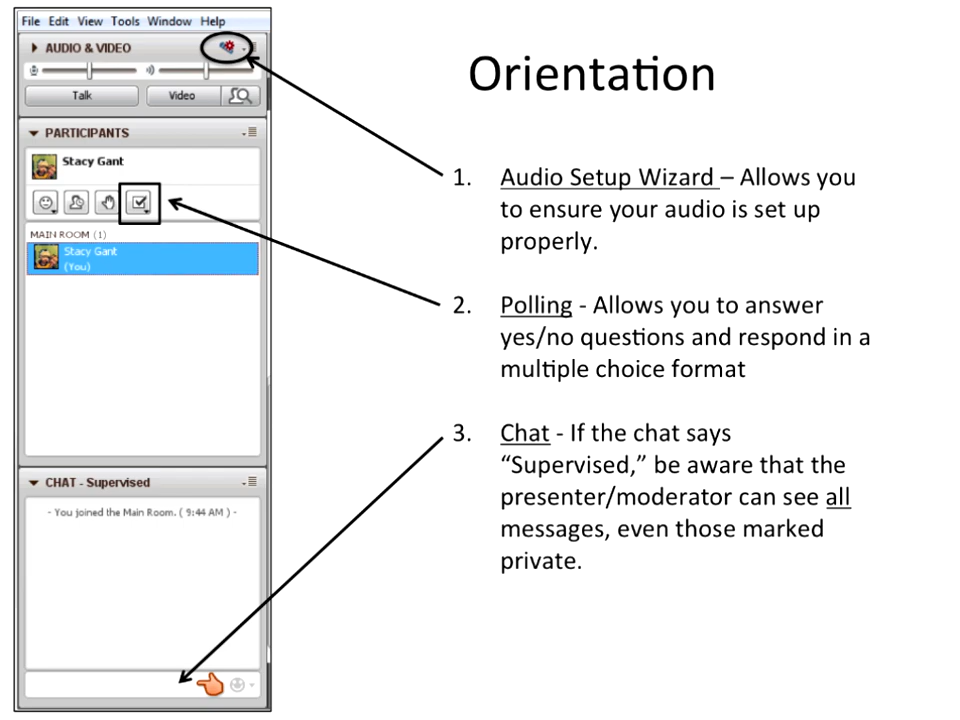 File Edit View Tools Window Help
AUDIO & VIDEO
Talk
Video
PARTICIPANTS
Stacy Gant
MAIN ROOM (1)
Stacy Gant
(You)
CHAT - Supervised
- You joined the Main Room. ( 9:44 AM ) -
Orientation
1. Audio Setup Wizard – Allows you
to ensure your audio is set up
properly.
2. Polling - Allows you to answer
yes/no questions and respond in a
multiple choice format
3. Chat - If the chat says
“Supervised,” be aware that the
presenter/moderator can see all
messages, even those marked
private.